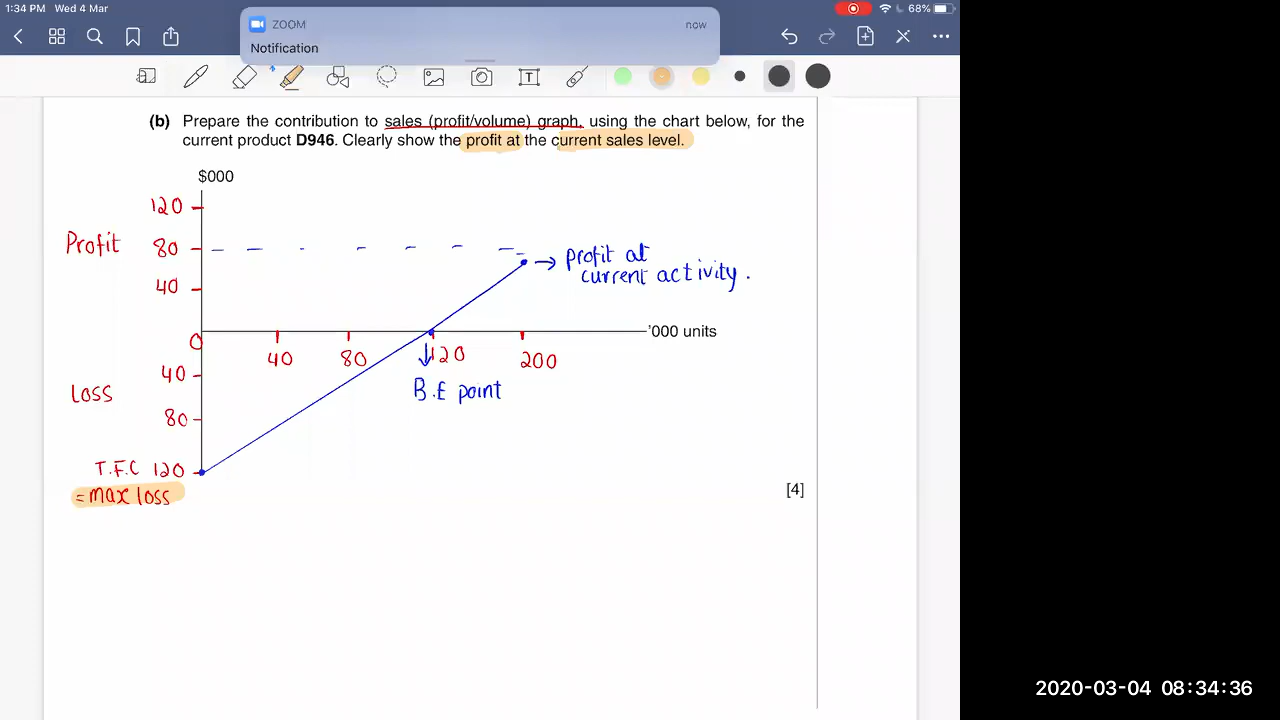 1:34 PM Wed 4 Mar
68%
ZOOM
now
Notification
(b) Prepare the contribution to sales (profit/volume) graph, using the chart below, for the
current product D946. Clearly show the profit at the current sales level.
$000
120
Profit
80
40
profit at
current activity.
0
'000 units
40
80
120
200
40
Loss
80
B.E point
T.F.C 120
= max loss
[4]
2020-03-04 08:34:36